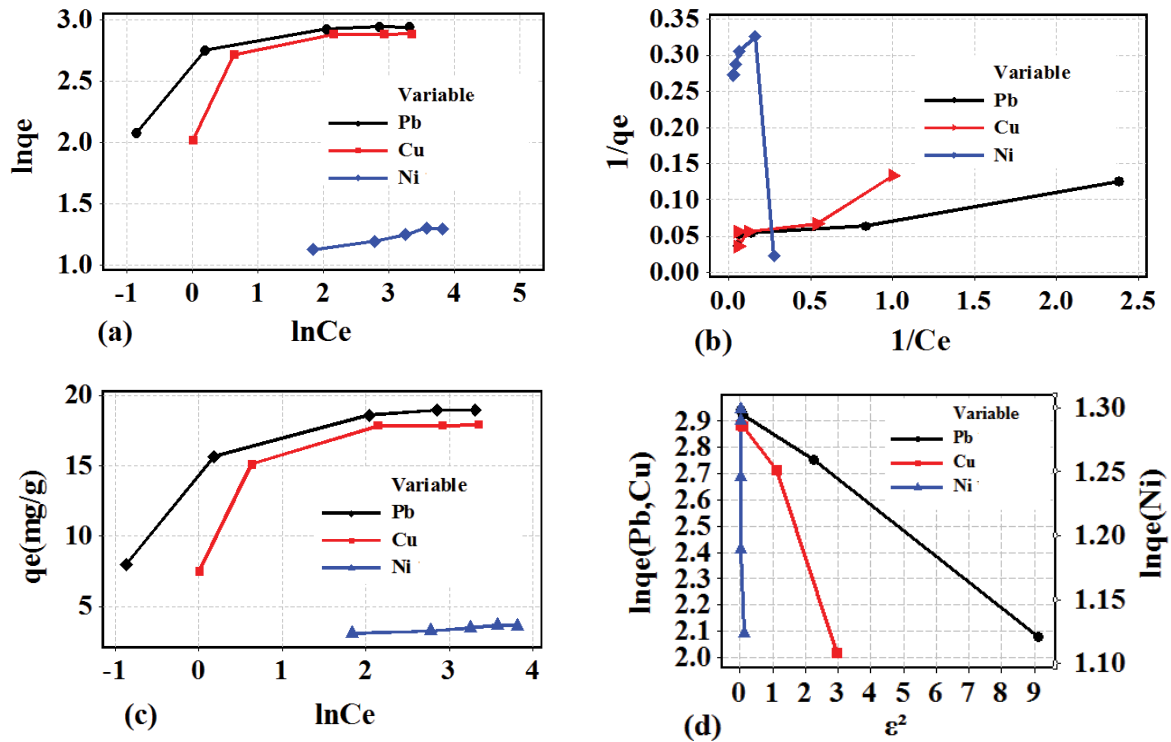 3.0
2.5
2.0
1.5
1.0
lnqe
Variable
Pb
Cu
Ni
-1 0 1 2 3 4 5
(a) lnCe
0.35
0.30
0.25
0.20
0.15
0.10
0.05
0.00
1/qe
Variable
Pb
Cu
Ni
0.0 0.5 1.0 1.5 2.0 2.5
(b) 1/Ce
20
15
10
5
qe(mg/g)
Variable
Pb
Cu
Ni
-1 0 1 2 3 4
(c) lnCe
2.9
2.8
2.7
2.6
2.5
2.4
2.3
2.2
2.1
2.0
lnqe(Pb,Cu)
Variable
Pb
Cu
Ni
1.30
1.25
1.20
1.15
1.10
lnqe(Ni)
0 1 2 3 4 5 6 7 8 9
(d) ε²